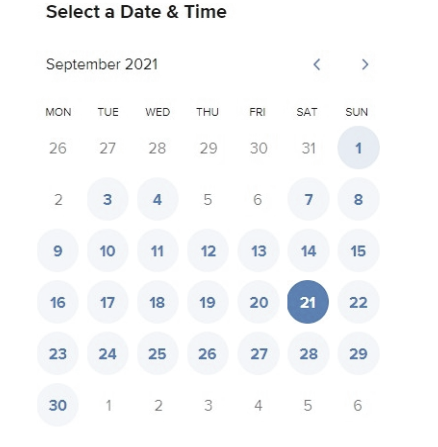 Select a Date & Time
September 2021
MON TUE WED THU FRI SAT SUN
26 27 28 29 30 31 1
2 3 4 5 6 7 8
9 10 11 12 13 14 15
16 17 18 19 20 21 22
23 24 25 26 27 28 29
30 1 2 3 4 5 6